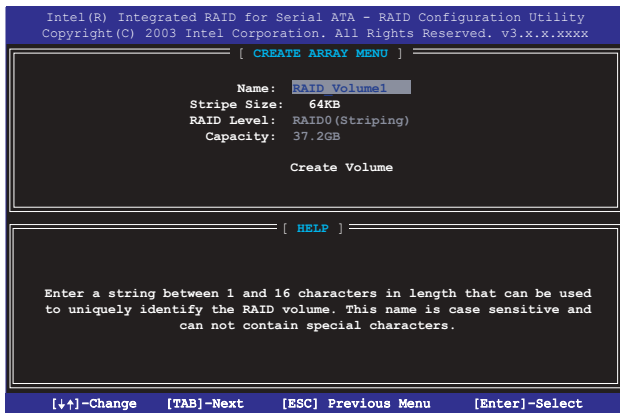 Intel(R) Integrated RAID for Serial ATA - RAID Configuration Utility
Copyright(C) 2003 Intel Corporation. All Rights Reserved. v3.x.x.xxxx
[ CREATE ARRAY MENU ]
Name: RAID_Volume1
Stripe Size: 64KB
RAID Level: RAID0(Striping)
Capacity: 37.2GB
Create Volume
[ HELP ]
Enter a string between 1 and 16 characters in length that can be used
to uniquely identify the RAID volume. This name is case sensitive and
can not contain special characters.
[↓↑]-Change [TAB]-Next [ESC] Previous Menu [Enter]-Select